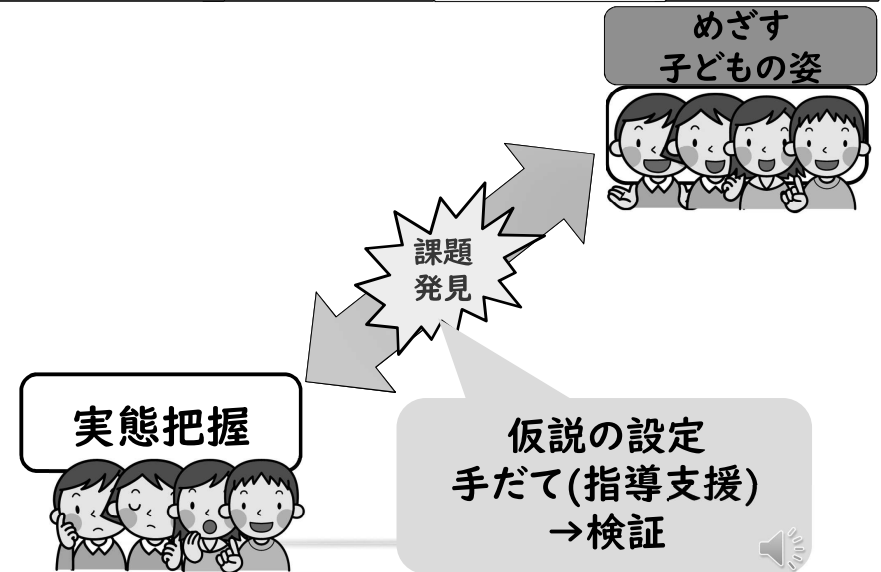 めざす
子どもの姿
課題
発見
実態把握
仮説の設定
手だて(指導支援)
→検証